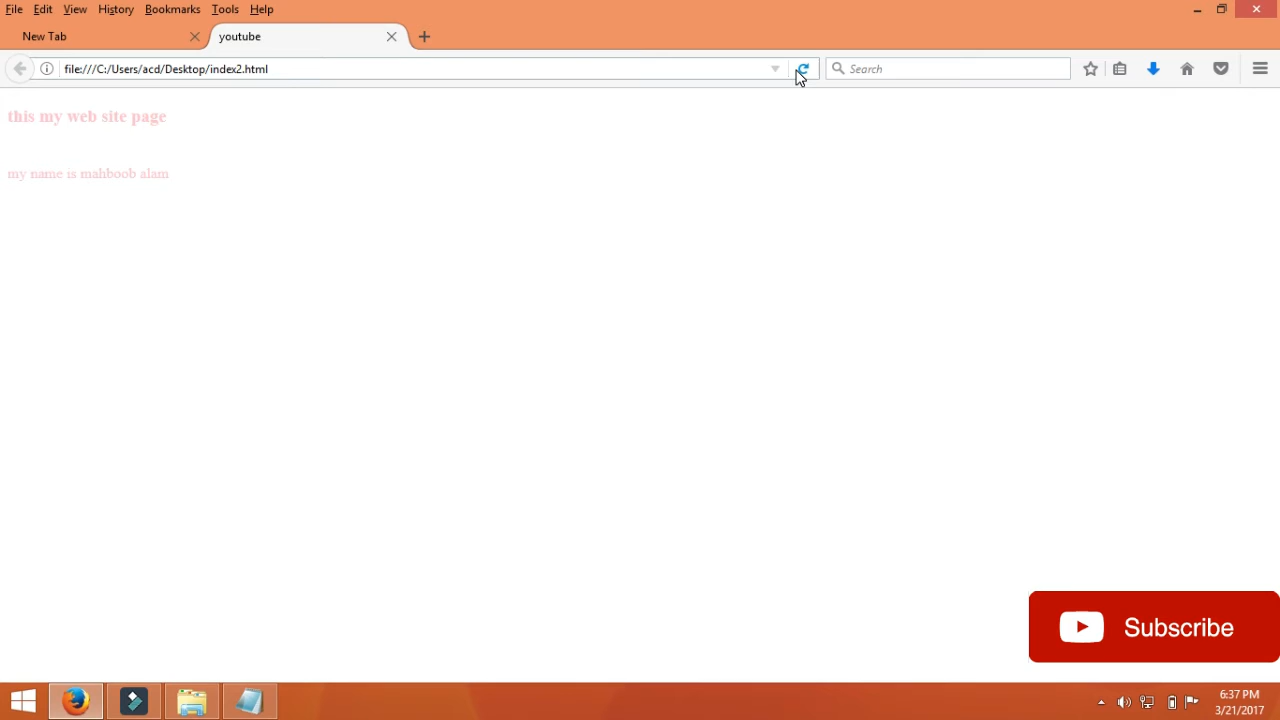 File Edit View History Bookmarks Tools Help
New Tab youtube
file:///C:/Users/acd/Desktop/index2.html Search
this my web site page
my name is mahboob alam
Subscribe
6:37 PM
3/21/2017